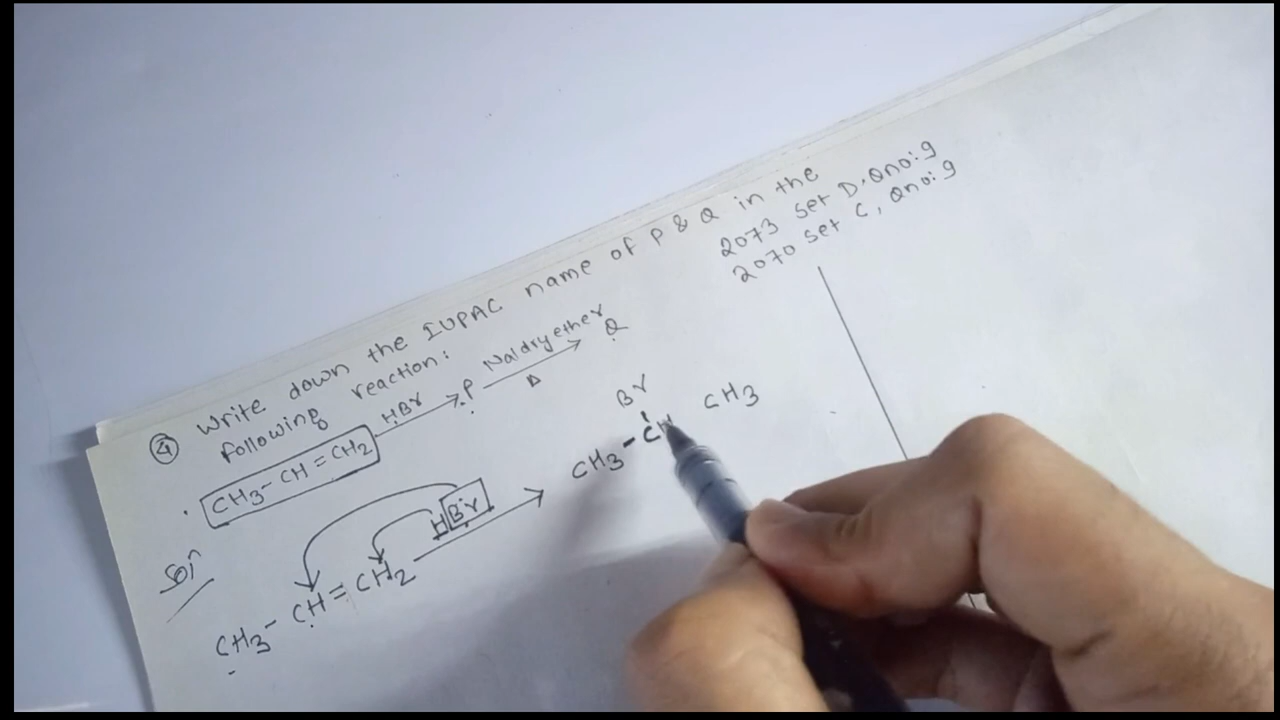 ④ Write down the IUPAC name of P & Q in the
following reaction:
2073 set D, Qno:9
2070 set C, Qno:9
CH3-CH=CH2 HBr P Na/dry ether Q
Δ
Solⁿ
CH3-CH=CH2 HBr
Br
CH3-CH CH3